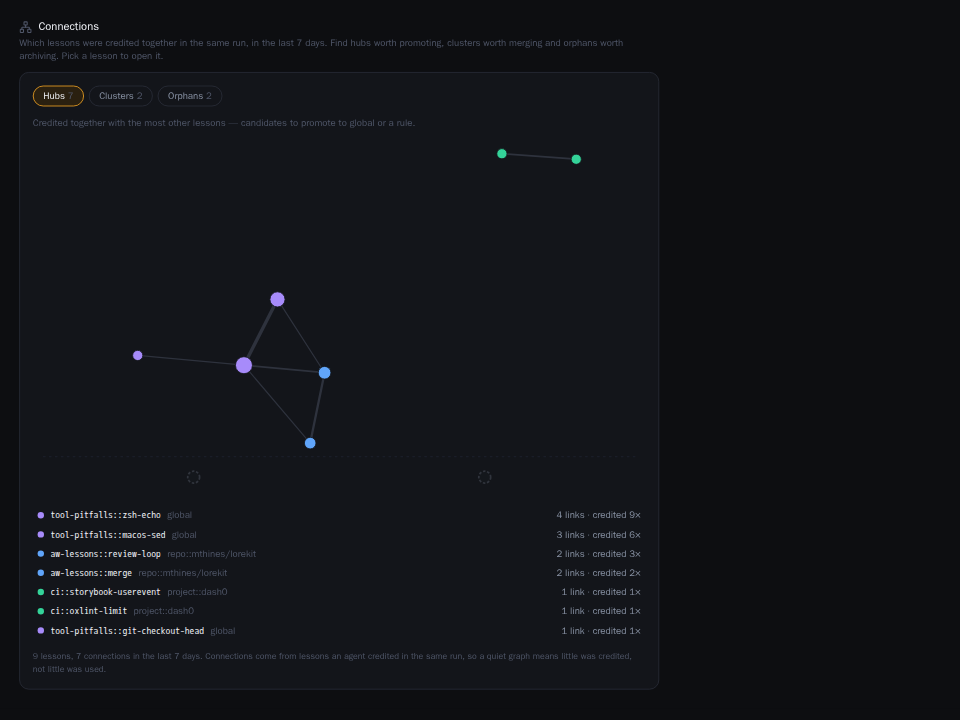 Connections
Which lessons were credited together in the same run, in the last 7 days. Find hubs worth promoting, clusters worth merging and orphans worth
archiving. Pick a lesson to open it.
Hubs 7 Clusters 2 Orphans 2
Credited together with the most other lessons — candidates to promote to global or a rule.
tool-pitfalls::zsh-echo global 4 links · credited 9×
tool-pitfalls::macos-sed global 3 links · credited 6×
aw-lessons::review-loop repo::mthines/lorekit 2 links · credited 3×
aw-lessons::merge repo::mthines/lorekit 2 links · credited 2×
ci::storybook-userevent project::dash0 1 link · credited 1×
ci::oxlint-limit project::dash0 1 link · credited 1×
tool-pitfalls::git-checkout-head global 1 link · credited 1×
9 lessons, 7 connections in the last 7 days. Connections come from lessons an agent credited in the same run, so a quiet graph means little was credited,
not little was used.